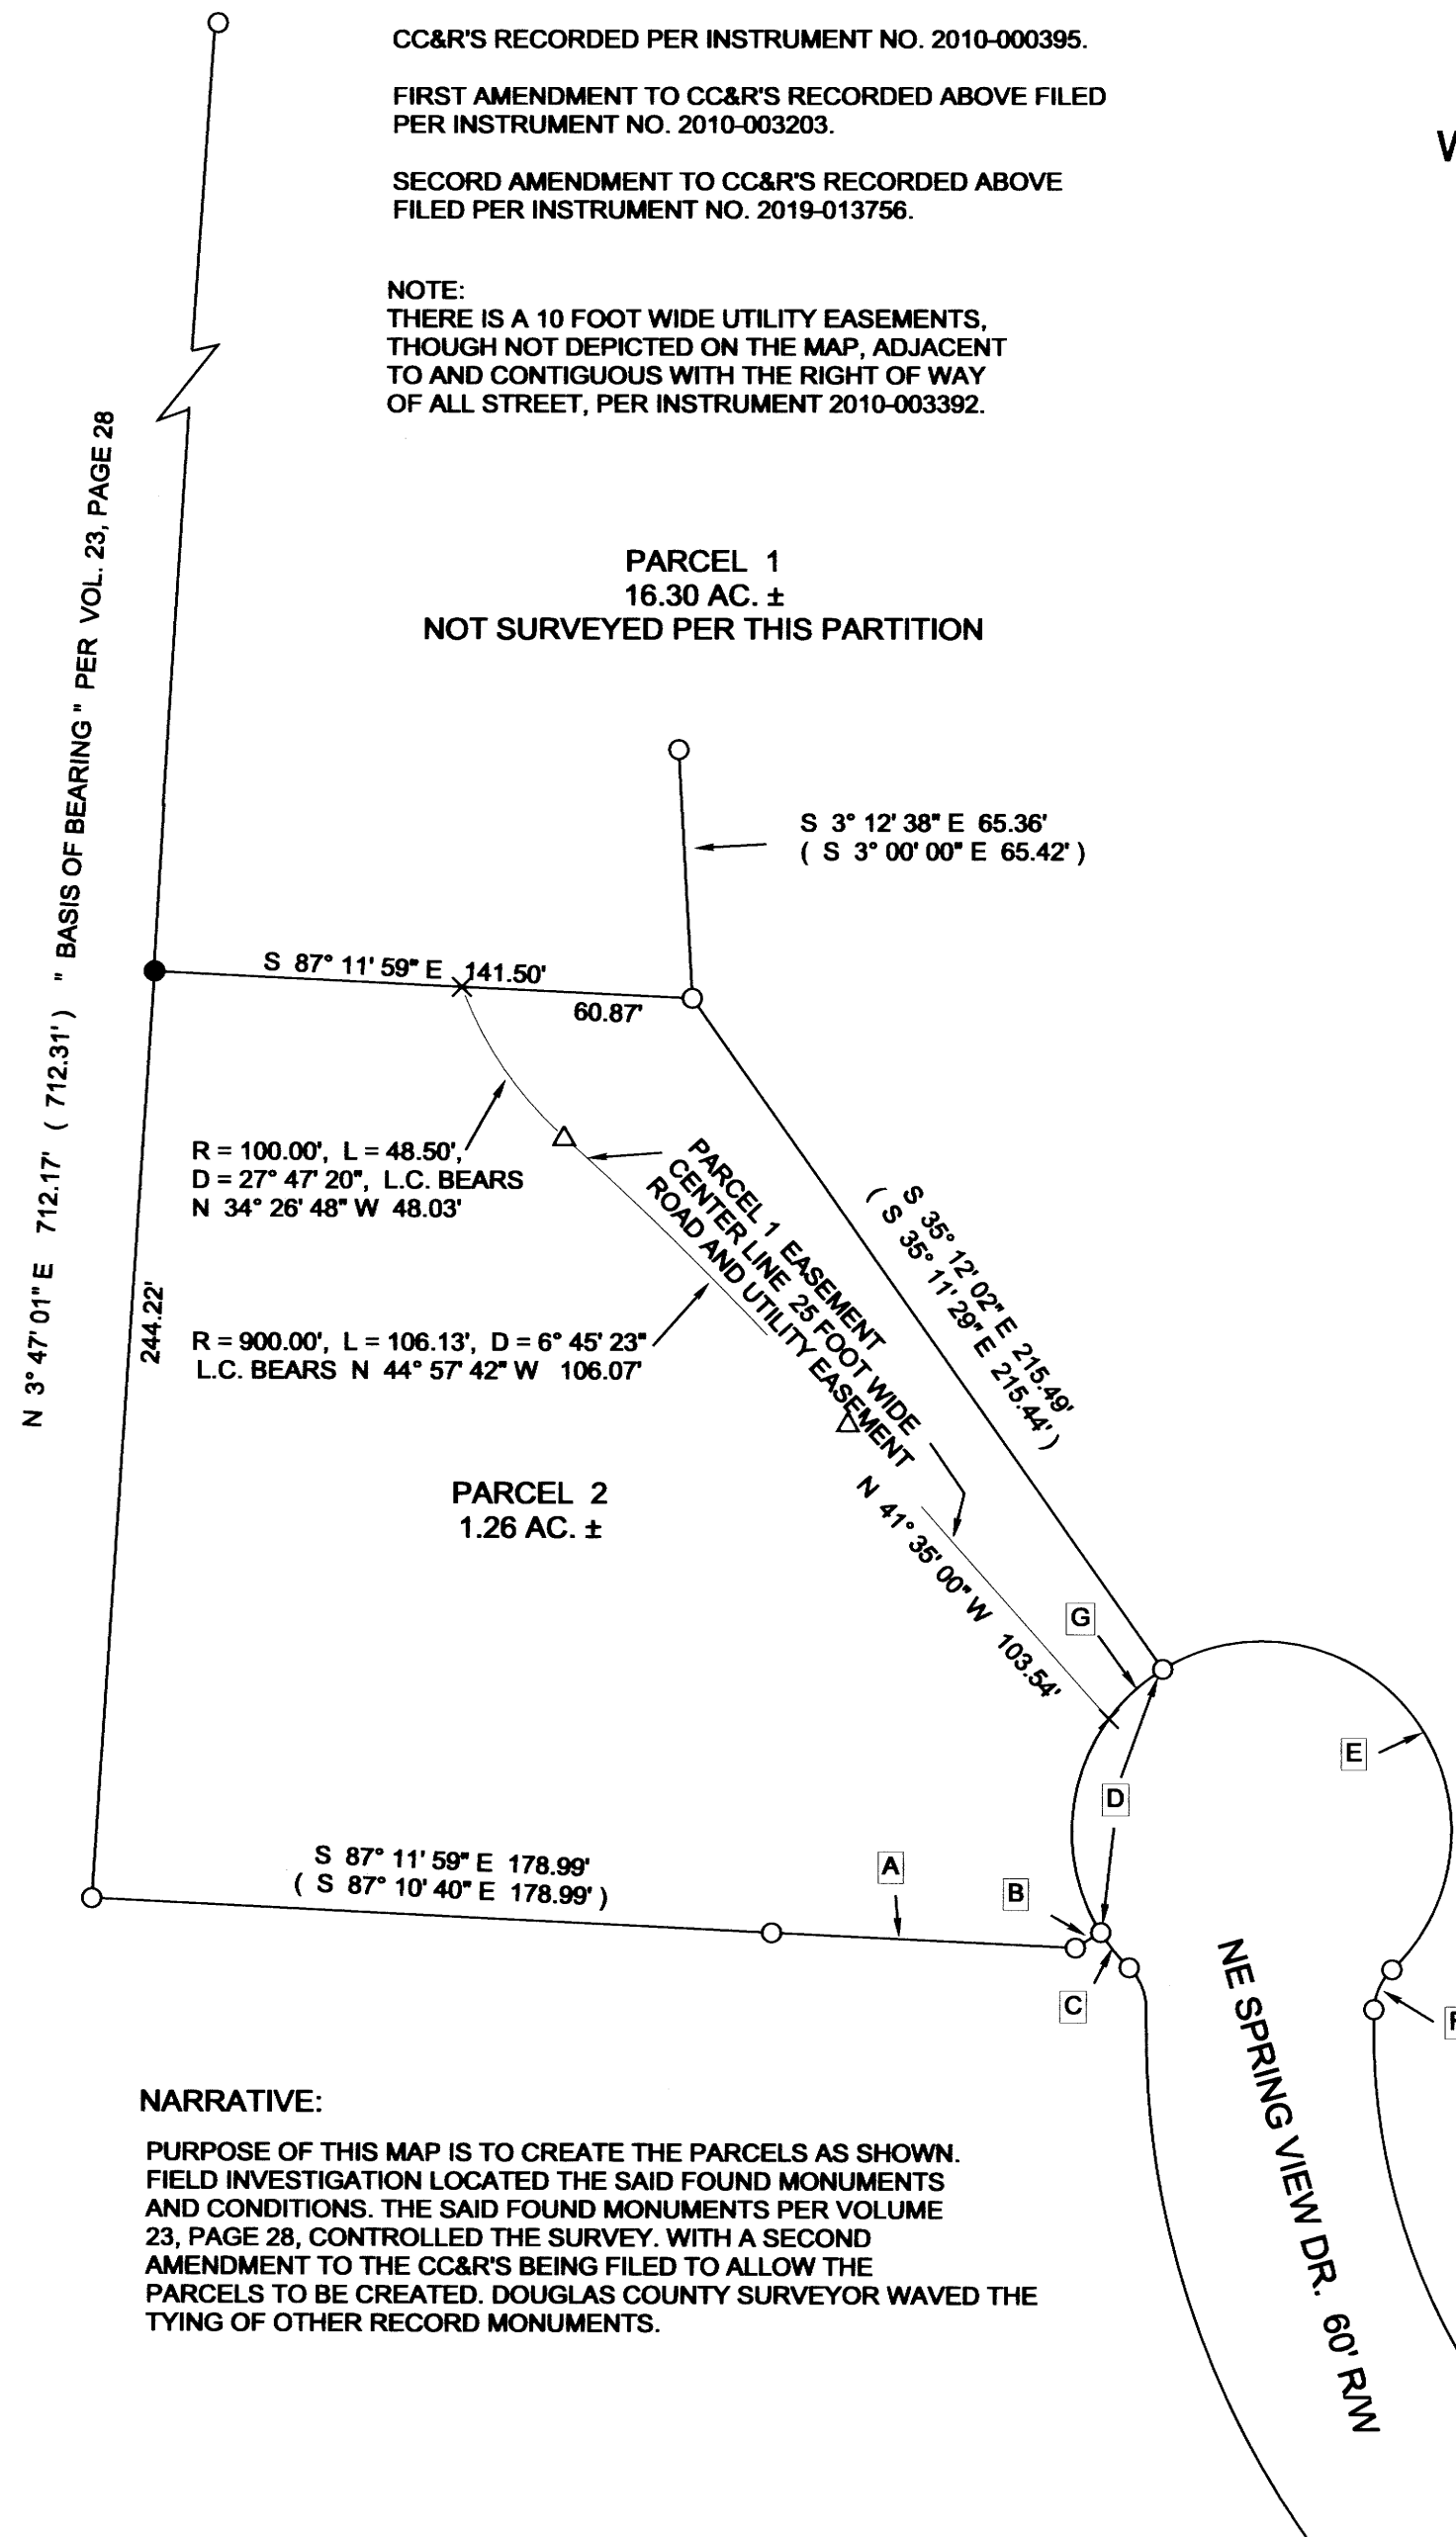 CC&R'S RECORDED PER INSTRUMENT NO. 2010-000395.
FIRST AMENDMENT TO CC&R'S RECORDED ABOVE FILED
PER INSTRUMENT NO. 2010-003203.
SECORD AMENDMENT TO CC&R'S RECORDED ABOVE
FILED PER INSTRUMENT NO. 2019-013756.
NOTE:
THERE IS A 10 FOOT WIDE UTILITY EASEMENTS,
THOUGH NOT DEPICTED ON THE MAP, ADJACENT
TO AND CONTIGUOUS WITH THE RIGHT OF WAY
OF ALL STREET, PER INSTRUMENT 2010-003392.
N 3° 47' 01" E 712.17' ( 712.31' ) " BASIS OF BEARING " PER VOL. 23, PAGE 28
PARCEL 1
16.30 AC. ±
NOT SURVEYED PER THIS PARTITION
S 3° 12' 38" E 65.36'
( S 3° 00' 00" E 65.42' )
S 87° 11' 59" E 141.50'
60.87'
R = 100.00', L = 48.50',
D = 27° 47' 20", L.C. BEARS
N 34° 26' 48" W 48.03'
PARCEL 1 EASEMENT
CENTER LINE 25 FOOT WIDE
ROAD AND UTILITY EASEMENT
S 35° 12' 02" E 215.49'
( S 35° 11' 29" E 215.44' )
244.22'
R = 900.00', L = 106.13', D = 6° 45' 23"
L.C. BEARS N 44° 57' 42" W 106.07'
PARCEL 2
1.26 AC. ±
N 41° 35' 00" W 103.54'
G
E
D
S 87° 11' 59" E 178.99'
( S 87° 10' 40" E 178.99' )
A
B
C
NE SPRING VIEW DR. 60' R/W
NARRATIVE:
PURPOSE OF THIS MAP IS TO CREATE THE PARCELS AS SHOWN.
FIELD INVESTIGATION LOCATED THE SAID FOUND MONUMENTS
AND CONDITIONS. THE SAID FOUND MONUMENTS PER VOLUME
23, PAGE 28, CONTROLLED THE SURVEY. WITH A SECOND
AMENDMENT TO THE CC&R'S BEING FILED TO ALLOW THE
PARCELS TO BE CREATED. DOUGLAS COUNTY SURVEYOR WAVED THE
TYING OF OTHER RECORD MONUMENTS.